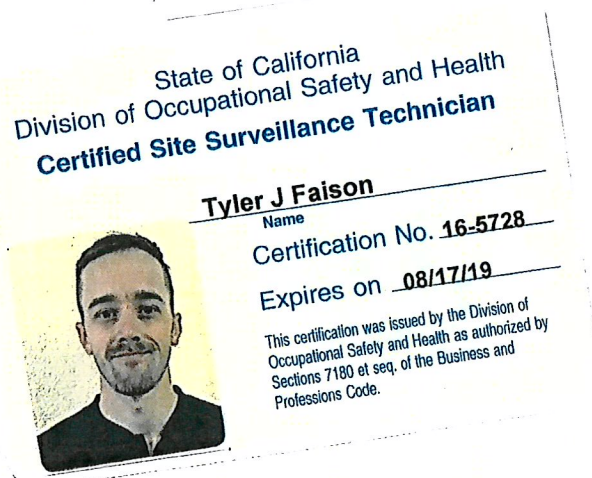 State of California
Division of Occupational Safety and Health
Certified Site Surveillance Technician
Tyler J Faison
Name
Certification No. 16-5728
Expires on 08/17/19
This certification was issued by the Division of
Occupational Safety and Health as authorized by
Sections 7180 et seq. of the Business and
Professions Code.